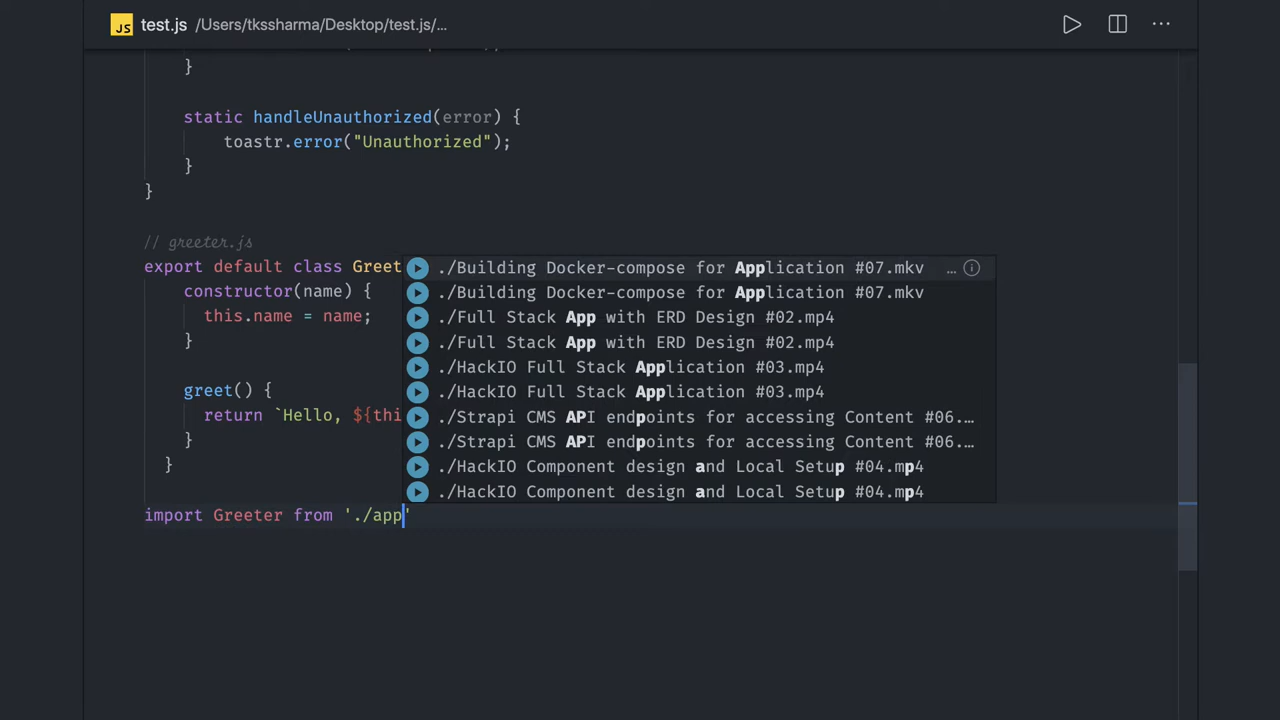 JS test.js /Users/tkssharma/Desktop/test.js/...
}
static handleUnauthorized(error) {
toastr.error("Unauthorized");
}
}
// greeter.js
export default class Greet
constructor(name) {
this.name = name;
}
greet() {
return `Hello, ${thi
}
}
./Building Docker-compose for Application #07.mkv …
./Building Docker-compose for Application #07.mkv
./Full Stack App with ERD Design #02.mp4
./Full Stack App with ERD Design #02.mp4
./HackIO Full Stack Application #03.mp4
./HackIO Full Stack Application #03.mp4
./Strapi CMS API endpoints for accessing Content #06.…
./Strapi CMS API endpoints for accessing Content #06.…
./HackIO Component design and Local Setup #04.mp4
./HackIO Component design and Local Setup #04.mp4
import Greeter from './app'